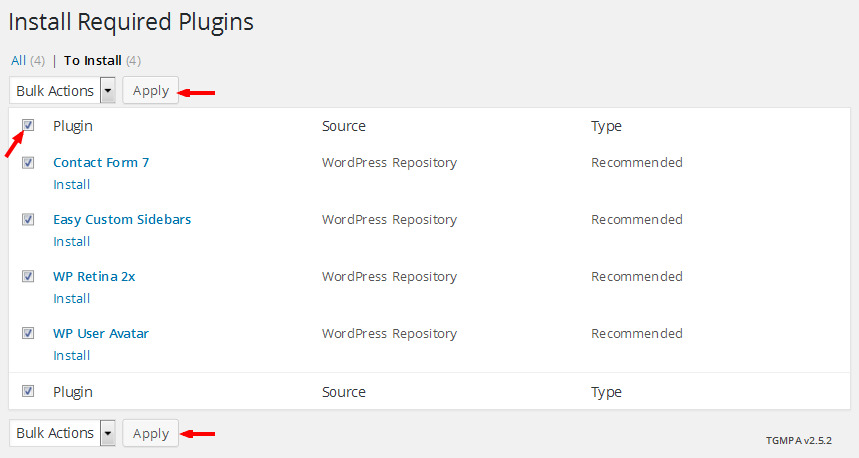 Install Required Plugins
All (4) | To Install (4)
Bulk Actions Apply
Plugin Source Type
Contact Form 7 WordPress Repository Recommended
Install
Easy Custom Sidebars WordPress Repository Recommended
Install
WP Retina 2x WordPress Repository Recommended
Install
WP User Avatar WordPress Repository Recommended
Install
Plugin Source Type
Bulk Actions Apply
TGMPA v2.5.2